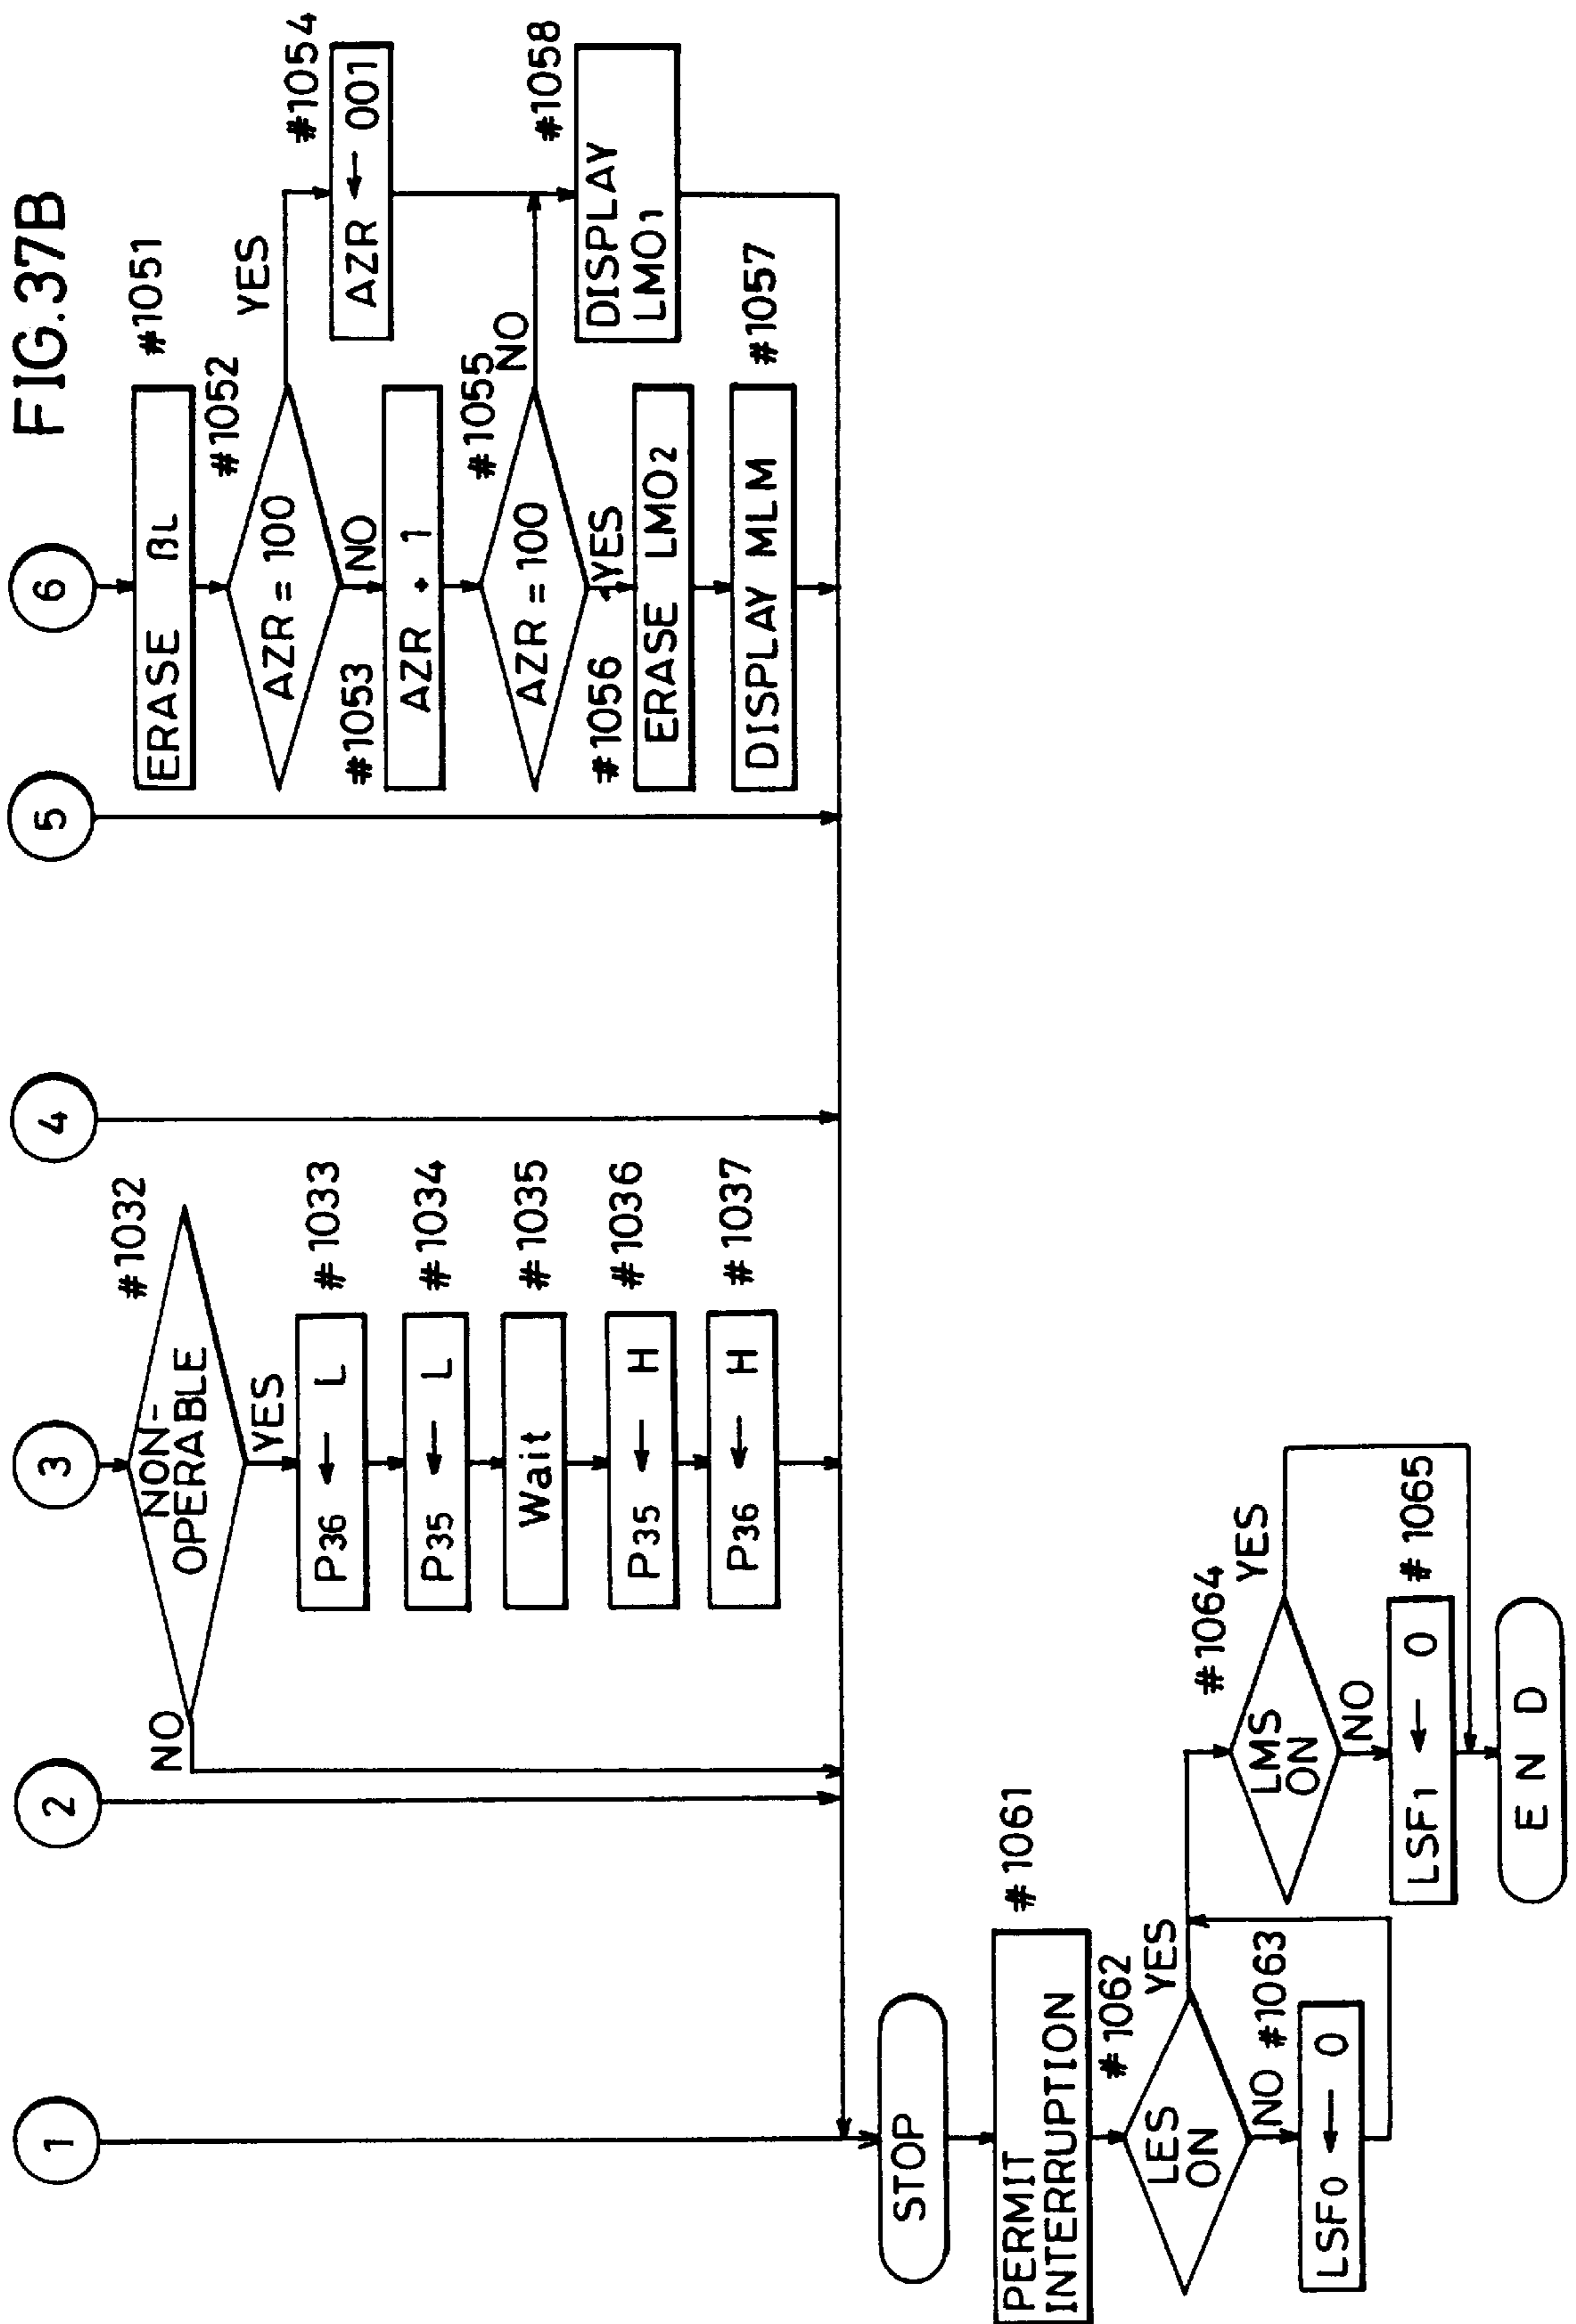 FIG.37B
1
2
3
4
5
6
NON-
OPERABLE
#1032
NO
YES
P36 ← L
#1033
P35 ← L
#1034
Wait
#1035
P35 ← H
#1036
P36 ← H
#1037
ERASE βL
#1051
AZR = 100
#1052
YES
NO
AZR ← 001
#1054
#1053
AZR + 1
AZR = 100
#1055
NO
YES
#1056
ERASE LMO2
DISPLAY MLM
#1057
DISPLAY
LMO1
#1058
STOP
PERMIT
INTERRUPTION
#1061
LES
ON
#1062
YES
NO
#1063
LSF0 ← 0
LMS
ON
#1064
YES
NO
LSF1 ← 0
#1065
END